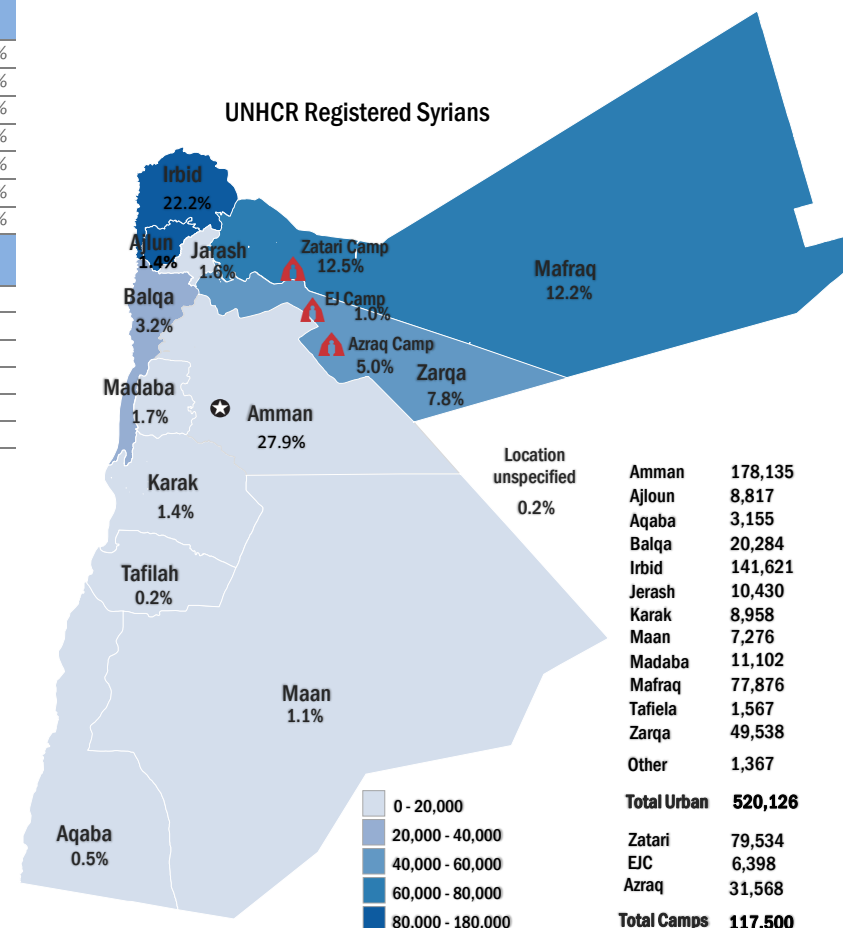 %
%
%
%
%
%
%
UNHCR Registered Syrians
Irbid
22.2%
Ajlun
1.4%
Jarash
1.6%
Zatari Camp
12.5%
Mafraq
12.2%
Balqa
3.2%
EJ Camp
1.0%
Azraq Camp
5.0%
Zarqa
7.8%
Madaba
1.7%
Amman
27.9%
Location
unspecified
0.2%
Karak
1.4%
Tafilah
0.2%
Maan
1.1%
Aqaba
0.5%
0 - 20,000
20,000 - 40,000
40,000 - 60,000
60,000 - 80,000
80,000 - 180,000
Amman 178,135
Ajloun 8,817
Aqaba 3,155
Balqa 20,284
Irbid 141,621
Jerash 10,430
Karak 8,958
Maan 7,276
Madaba 11,102
Mafraq 77,876
Tafiela 1,567
Zarqa 49,538
Other 1,367
Total Urban 520,126
Zatari 79,534
EJC 6,398
Azraq 31,568
Total Camps 117,500